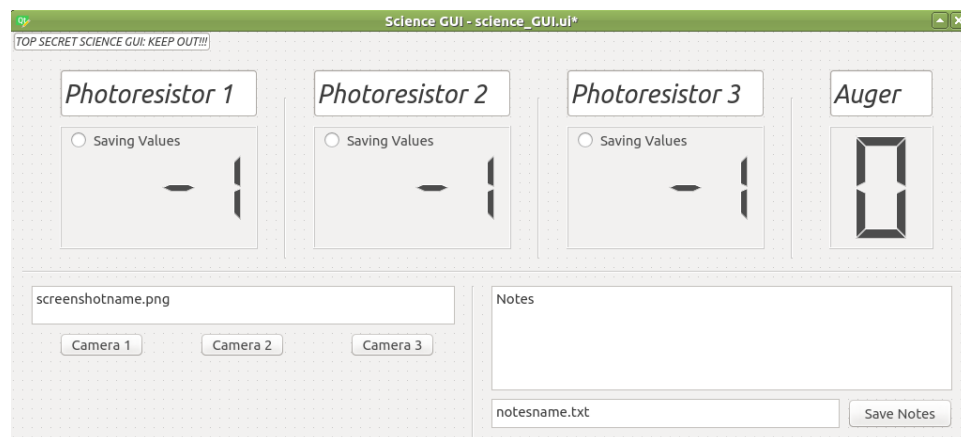 Science GUI - science_GUI.ui*
TOP SECRET SCIENCE GUI: KEEP OUT!!!
Photoresistor 1 Photoresistor 2 Photoresistor 3 Auger
Saving Values Saving Values Saving Values
-1 -1 -1 0
screenshotname.png
Notes
Camera 1 Camera 2 Camera 3
notesname.txt Save Notes